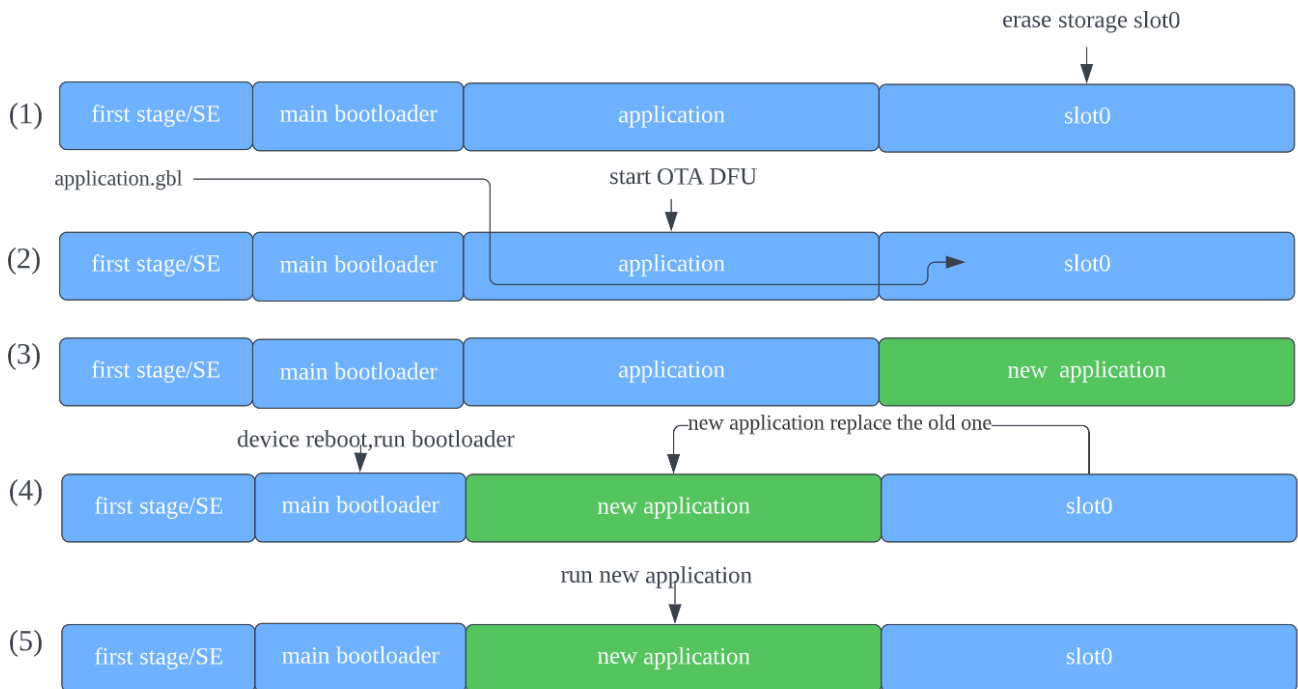 erase storage slot0
(1)
first stage/SE
main bootloader
application
slot0
application.gbl
start OTA DFU
(2)
first stage/SE
main bootloader
application
slot0
(3)
first stage/SE
main bootloader
application
new application
device reboot,run bootloader
new application replace the old one
(4)
first stage/SE
main bootloader
new application
slot0
run new application
(5)
first stage/SE
main bootloader
new application
slot0